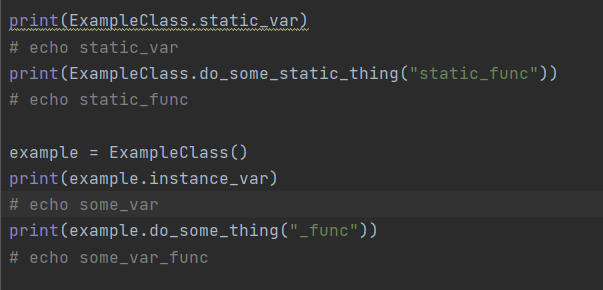 print(ExampleClass.static_var)
# echo static_var
print(ExampleClass.do_some_static_thing("static_func"))
# echo static_func
example = ExampleClass()
print(example.instance_var)
# echo some_var
print(example.do_some_thing("_func"))
# echo some_var_func